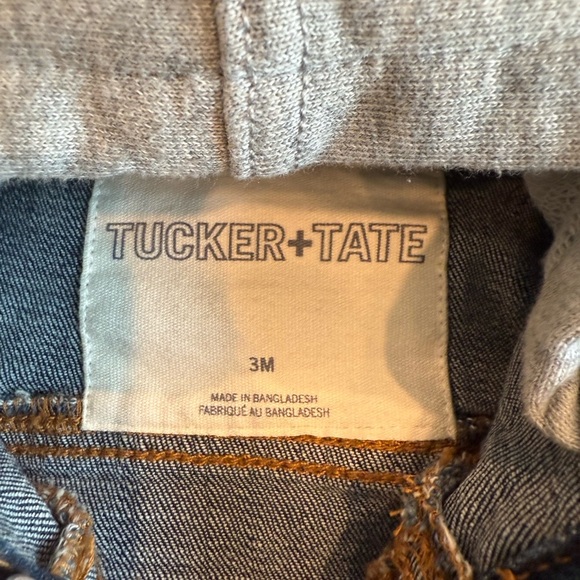 TUCKER+TATE
3M
MADE IN BANGLADESH
FABRIQUÉ AU BANGLADESH